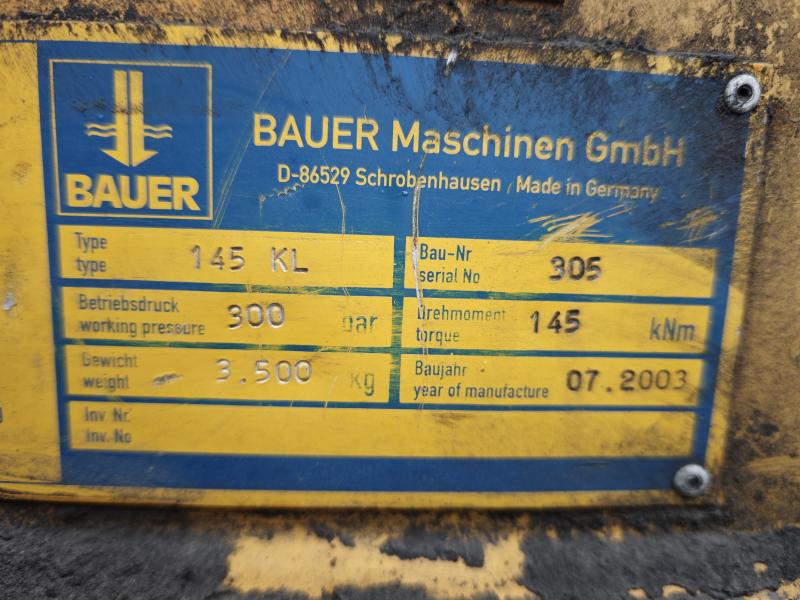 BAUER
BAUER Maschinen GmbH
D-86529 Schrobenhausen, Made in Germany
Type
type 145 KL
Bau-Nr
serial No 305
Betriebsdruck
working pressure 300 bar
Drehmoment
torque 145 kNm
Gewicht
weight 3.500 kg
Baujahr
year of manufacture 07.2003
Inv. Nr.
Inv. No